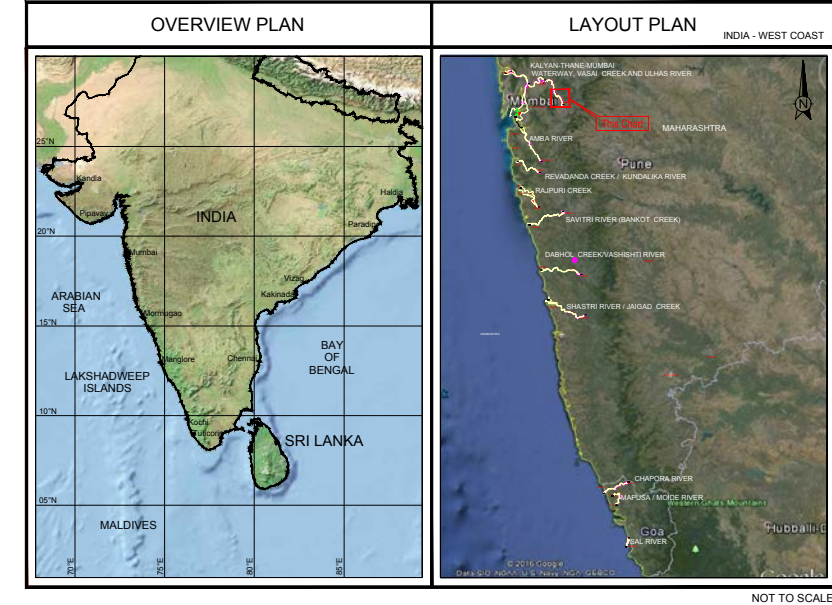 OVERVIEW PLAN
25°N
20°N
15°N
10°N
05°N
70°E
75°E
80°E
85°E
Kandla
Pipavav
INDIA
Haldia
Paradip
Mumbai
Vizag
Kakinada
ARABIAN
SEA
Mormugao
BAY
OF
BENGAL
Manglore
Chennai
LAKSHADWEEP
ISLANDS
Kochi
Tuticorin
SRI LANKA
MALDIVES
LAYOUT PLAN
INDIA - WEST COAST
KALYAN-THANE-MUMBAI
WATERWAY, VASAI CREEK AND ULHAS RIVER
Mumbai
N
This Chart
MAHARASHTRA
AMBA RIVER
Pune
REVADANDA CREEK / KUNDALIKA RIVER
RAJPURI CREEK
SAVITRI RIVER (BANKOT CREEK)
DABHOL CREEK/VASHISHTI RIVER
SHASTRI RIVER / JAIGAD CREEK
CHAPORA RIVER
MAPUSA / MOIDE RIVER
Western Ghats Mountains
Goa
Hubballi-D
SAL RIVER
© 2016 Google
Data SIO, NOAA, U.S. Navy, NGA, GEBCO
NOT TO SCALE